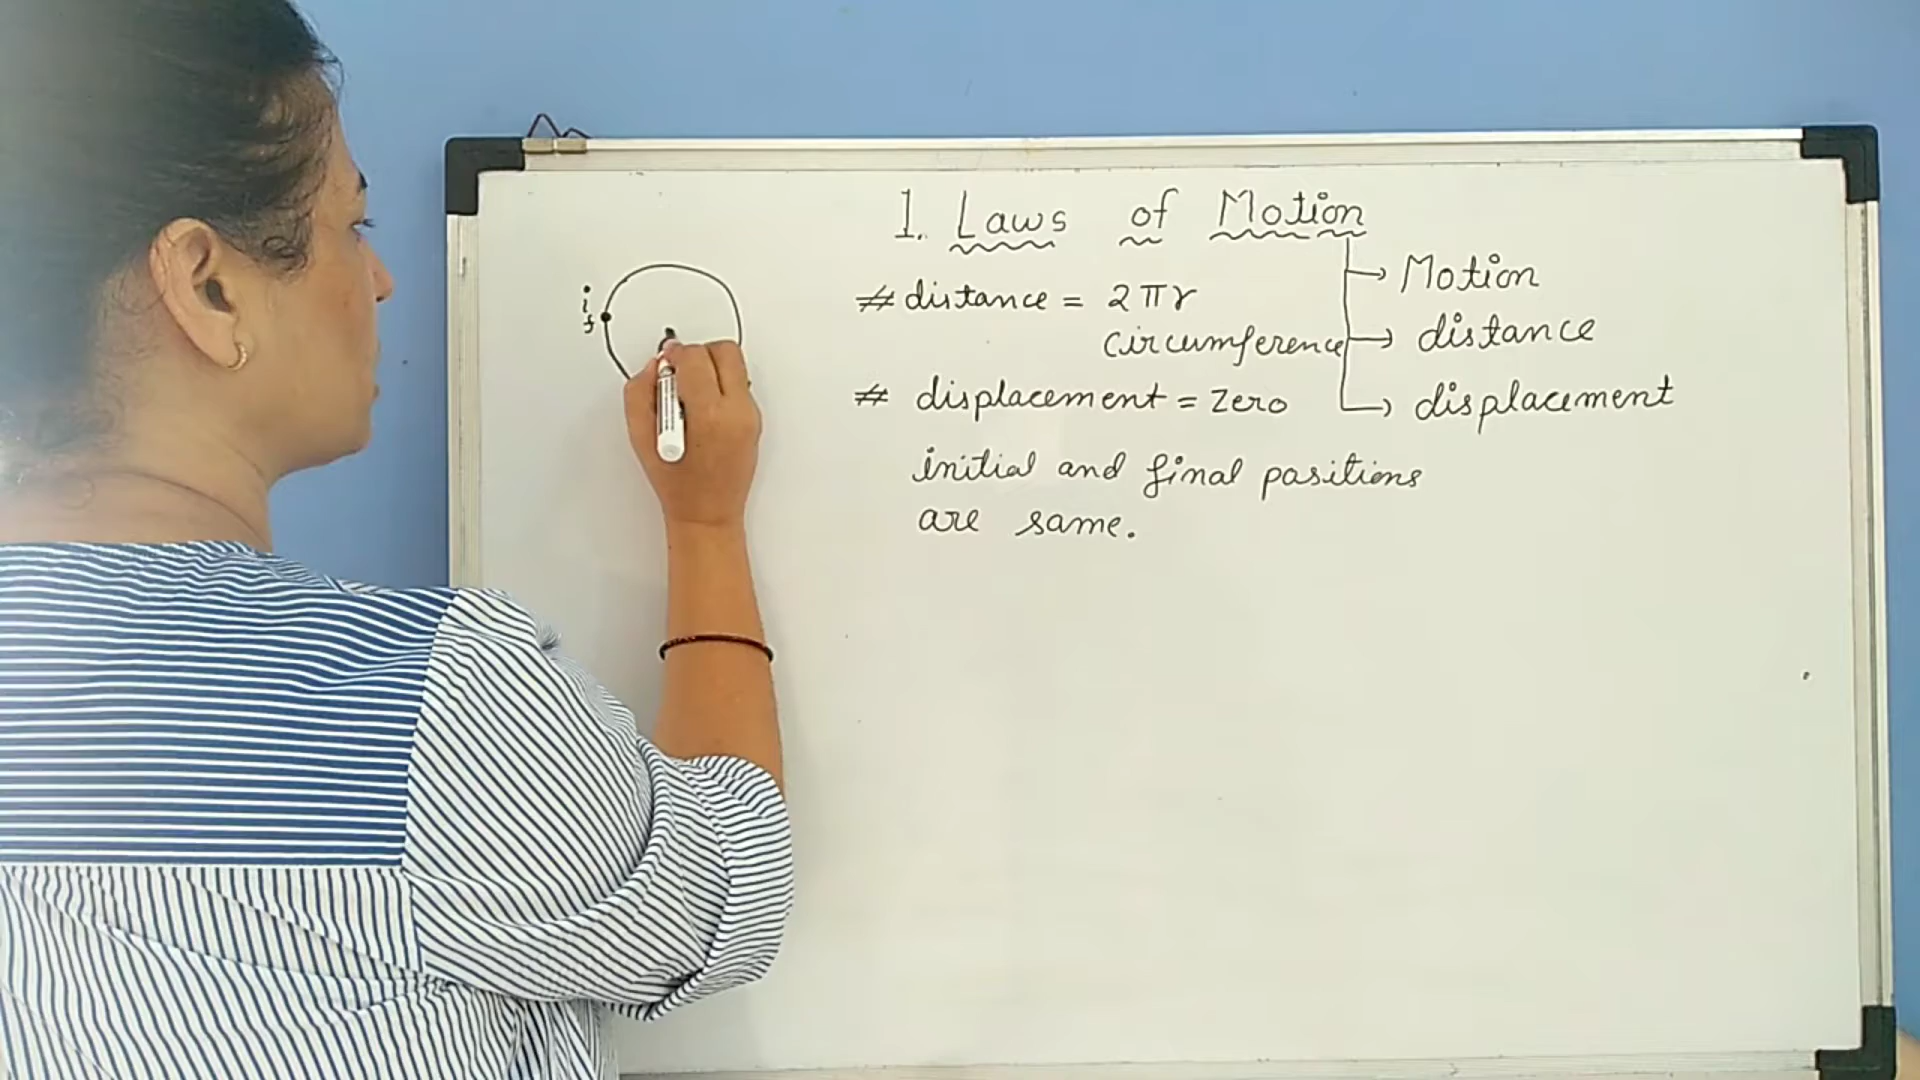 1. Laws of Motion
i
f
# distance = 2πr
circumference
# displacement = Zero
initial and final positions
are same.
→ Motion
→ distance
→ displacement